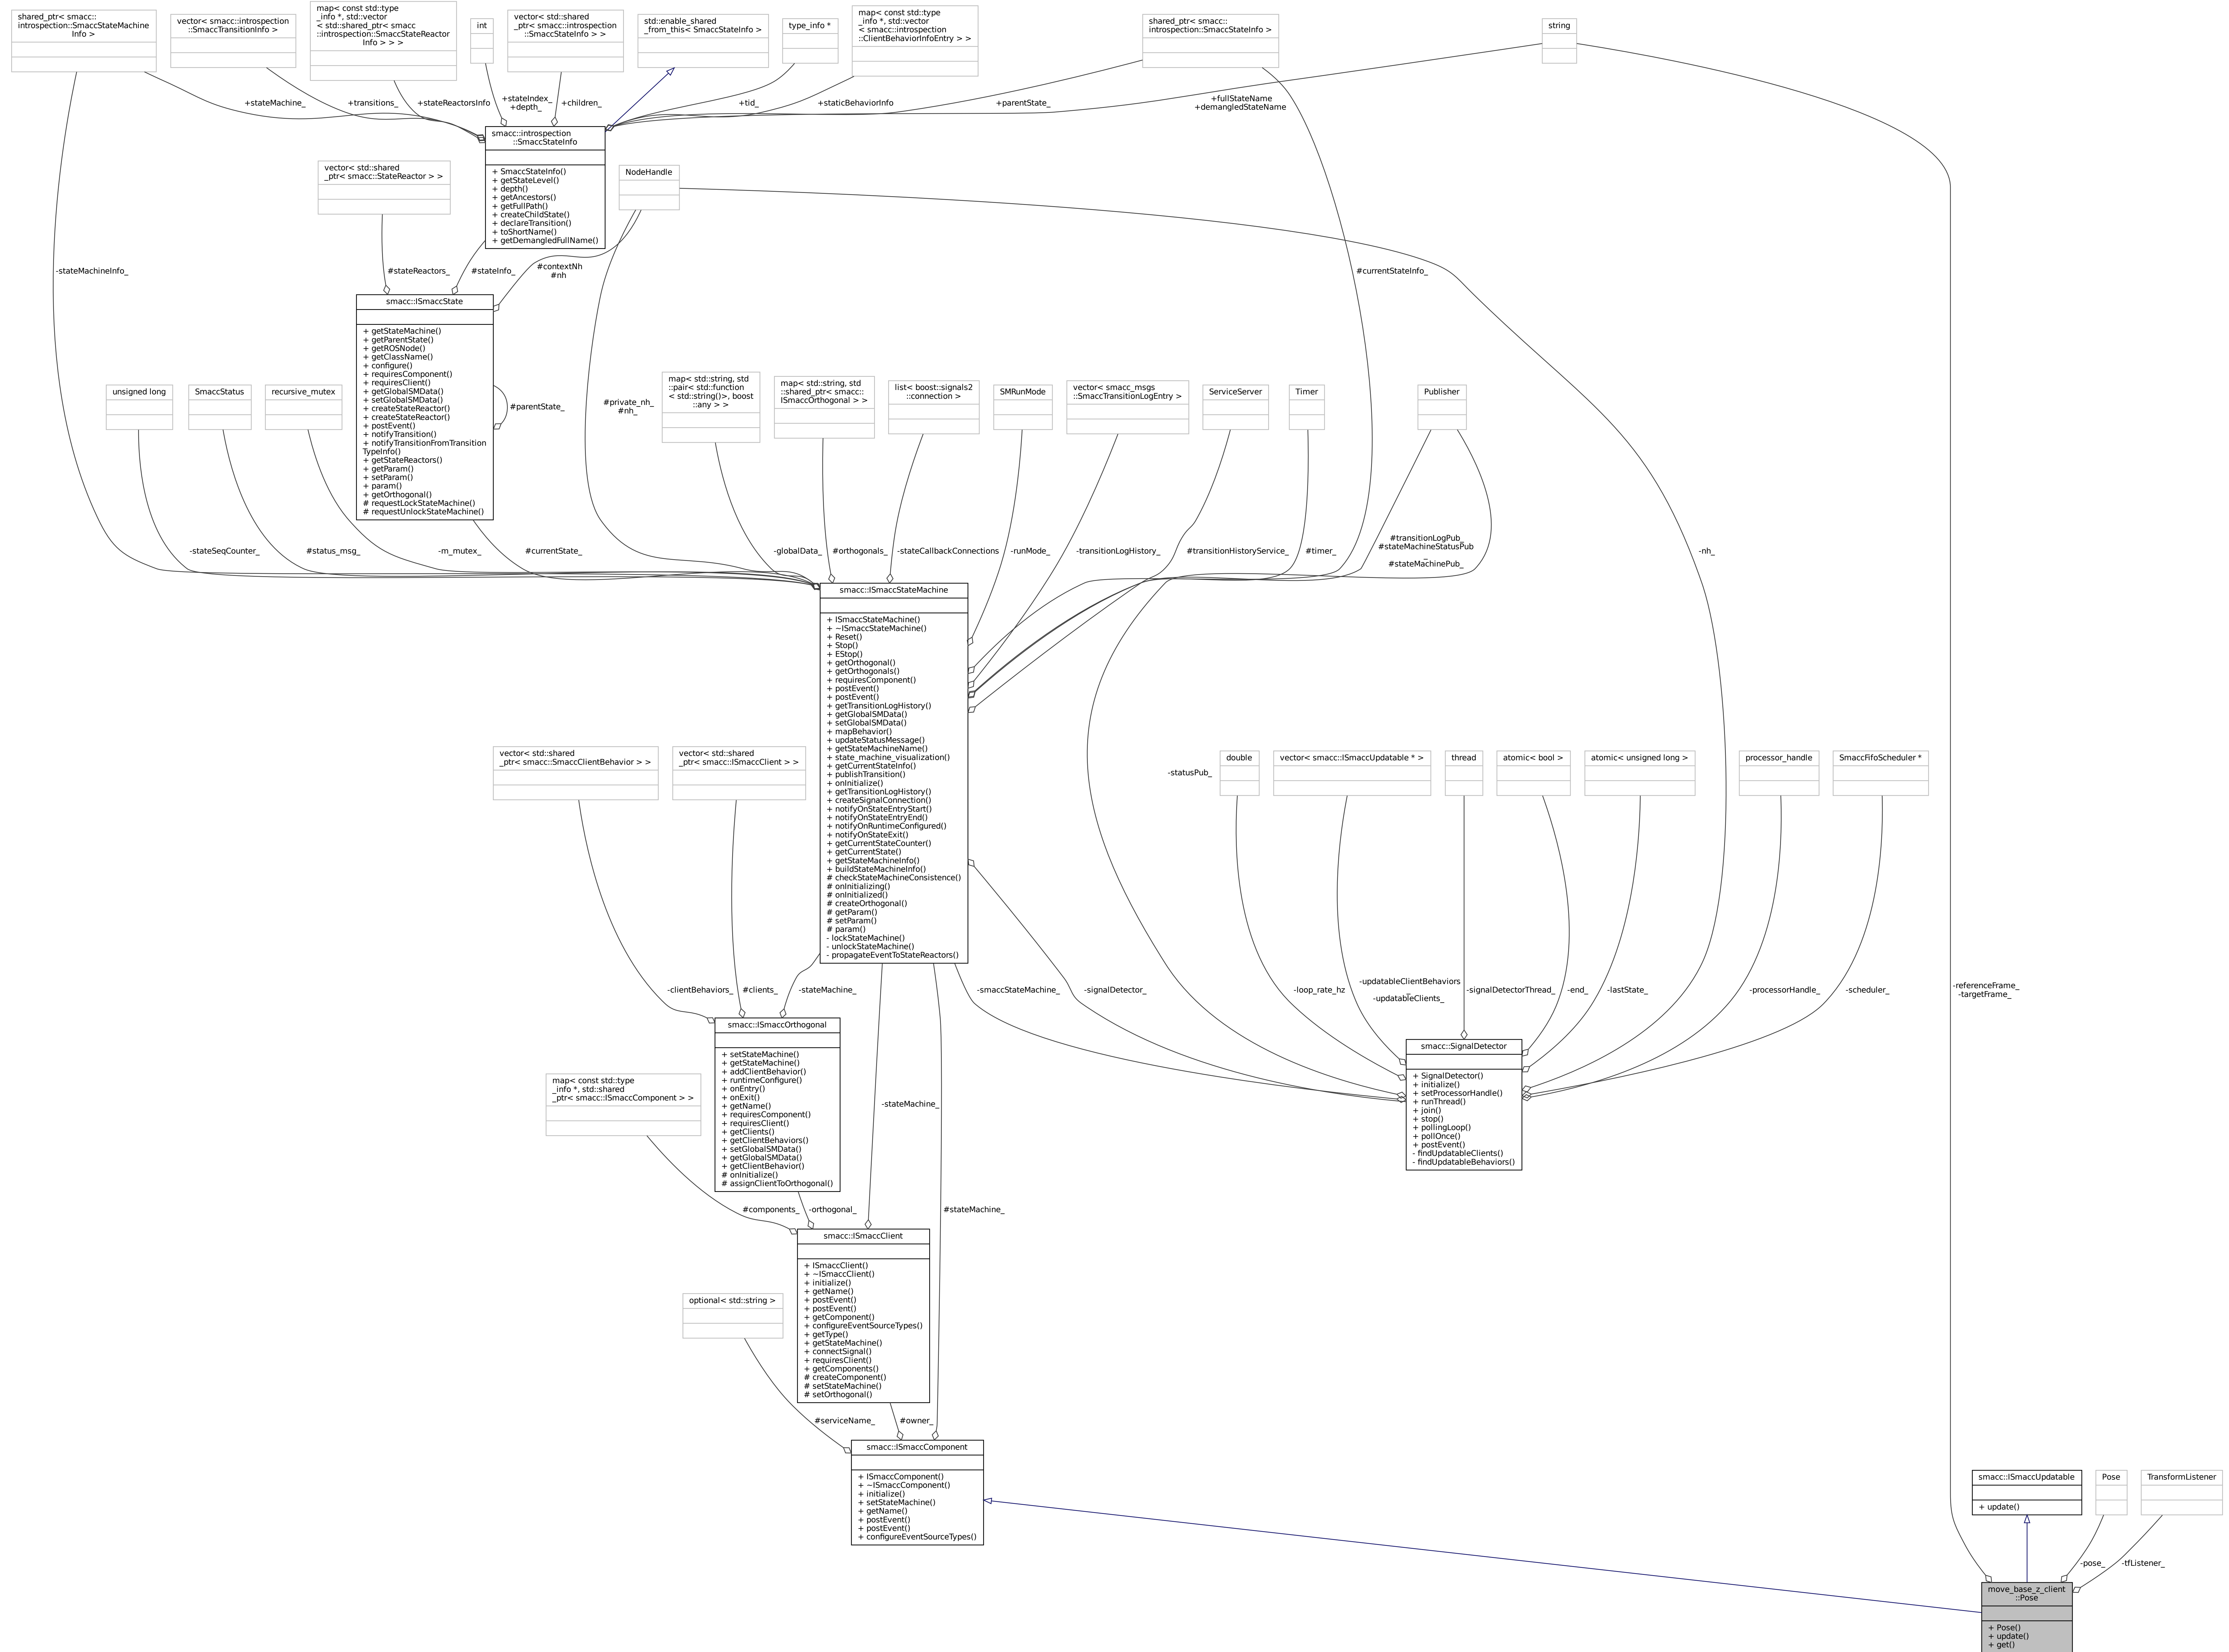 shared_ptr< smacc::
introspection::SmaccStateMachine
Info >
vector< smacc::introspection
::SmaccTransitionInfo >
map< const std::type
_info *, std::vector
< std::shared_ptr< smacc
::introspection::SmaccStateReactor
Info > > >
int
vector< std::shared
_ptr< smacc::introspection
::SmaccStateInfo > >
std::enable_shared
_from_this< SmaccStateInfo >
type_info *
map< const std::type
_info *, std::vector
< smacc::introspection
::ClientBehaviorInfoEntry > >
shared_ptr< smacc::
introspection::SmaccStateInfo >
string
+stateMachine_
+transitions_
+stateReactorsInfo
+stateIndex_
+depth_
+children_
+tid_
+staticBehaviorInfo
+parentState_
+fullStateName
+demangledStateName
smacc::introspection
::SmaccStateInfo
+ SmaccStateInfo()
+ getStateLevel()
+ depth()
+ getAncestors()
+ getFullPath()
+ createChildState()
+ declareTransition()
+ toShortName()
+ getDemangledFullName()
vector< std::shared
_ptr< smacc::StateReactor > >
NodeHandle
-stateMachineInfo_
#stateReactors_
#stateInfo_
#contextNh
#nh
#currentStateInfo_
smacc::ISmaccState
+ getStateMachine()
+ getParentState()
+ getROSNode()
+ getClassName()
+ configure()
+ requiresComponent()
+ requiresClient()
+ getGlobalSMData()
+ setGlobalSMData()
+ createStateReactor()
+ createStateReactor()
+ postEvent()
+ notifyTransition()
+ notifyTransitionFromTransition
TypeInfo()
+ getStateReactors()
+ getParam()
+ setParam()
+ param()
+ getOrthogonal()
# requestLockStateMachine()
# requestUnlockStateMachine()
#parentState_
#private_nh_
#nh_
unsigned long
SmaccStatus
recursive_mutex
map< std::string, std
::pair< std::function
< std::string()>, boost
::any > >
map< std::string, std
::shared_ptr< smacc::
ISmaccOrthogonal > >
list< boost::signals2
::connection >
SMRunMode
vector< smacc_msgs
::SmaccTransitionLogEntry >
ServiceServer
Timer
Publisher
-stateSeqCounter_
#status_msg_
-m_mutex_
#currentState_
-globalData_
#orthogonals_
-stateCallbackConnections
-runMode_
-transitionLogHistory_
#transitionHistoryService_
#timer_
#transitionLogPub_
#stateMachineStatusPub
_
#stateMachinePub_
-nh_
smacc::ISmaccStateMachine
+ ISmaccStateMachine()
+ ~ISmaccStateMachine()
+ Reset()
+ Stop()
+ EStop()
+ getOrthogonal()
+ getOrthogonals()
+ requiresComponent()
+ postEvent()
+ postEvent()
+ getTransitionLogHistory()
+ getGlobalSMData()
+ setGlobalSMData()
+ mapBehavior()
+ updateStatusMessage()
+ getStateMachineName()
+ state_machine_visualization()
+ getCurrentStateInfo()
+ publishTransition()
+ onInitialize()
+ getTransitionLogHistory()
+ createSignalConnection()
+ notifyOnStateEntryStart()
+ notifyOnStateEntryEnd()
+ notifyOnRuntimeConfigured()
+ notifyOnStateExit()
+ getCurrentStateCounter()
+ getCurrentState()
+ getStateMachineInfo()
+ buildStateMachineInfo()
# checkStateMachineConsistence()
# onInitializing()
# onInitialized()
# createOrthogonal()
# getParam()
# setParam()
# param()
- lockStateMachine()
- unlockStateMachine()
- propagateEventToStateReactors()
vector< std::shared
_ptr< smacc::SmaccClientBehavior > >
vector< std::shared
_ptr< smacc::ISmaccClient > >
-statusPub_
double
vector< smacc::ISmaccUpdatable * >
thread
atomic< bool >
atomic< unsigned long >
processor_handle
SmaccFifoScheduler *
-clientBehaviors_
#clients_
-stateMachine_
-smaccStateMachine_
-signalDetector_
-loop_rate_hz
-updatableClientBehaviors
_
-updatableClients_
-signalDetectorThread_
-end_
-lastState_
-processorHandle_
-scheduler_
-referenceFrame_
-targetFrame_
smacc::ISmaccOrthogonal
+ setStateMachine()
+ getStateMachine()
+ addClientBehavior()
+ runtimeConfigure()
+ onEntry()
+ onExit()
+ getName()
+ requiresComponent()
+ requiresClient()
+ getClients()
+ getClientBehaviors()
+ setGlobalSMData()
+ getGlobalSMData()
+ getClientBehavior()
# onInitialize()
# assignClientToOrthogonal()
smacc::SignalDetector
+ SignalDetector()
+ initialize()
+ setProcessorHandle()
+ runThread()
+ join()
+ stop()
+ pollingLoop()
+ pollOnce()
+ postEvent()
- findUpdatableClients()
- findUpdatableBehaviors()
map< const std::type
_info *, std::shared
_ptr< smacc::ISmaccComponent > >
-stateMachine_
#components_
-orthogonal_
#stateMachine_
smacc::ISmaccClient
+ ISmaccClient()
+ ~ISmaccClient()
+ initialize()
+ getName()
+ postEvent()
+ postEvent()
+ getComponent()
+ configureEventSourceTypes()
+ getType()
+ getStateMachine()
+ connectSignal()
+ requiresClient()
+ getComponents()
# createComponent()
# setStateMachine()
# setOrthogonal()
optional< std::string >
#serviceName_
#owner_
smacc::ISmaccComponent
+ ISmaccComponent()
+ ~ISmaccComponent()
+ initialize()
+ setStateMachine()
+ getName()
+ postEvent()
+ postEvent()
+ configureEventSourceTypes()
smacc::ISmaccUpdatable
+ update()
Pose
TransformListener
-pose_
-tfListener_
move_base_z_client
::Pose
+ Pose()
+ update()
+ get()